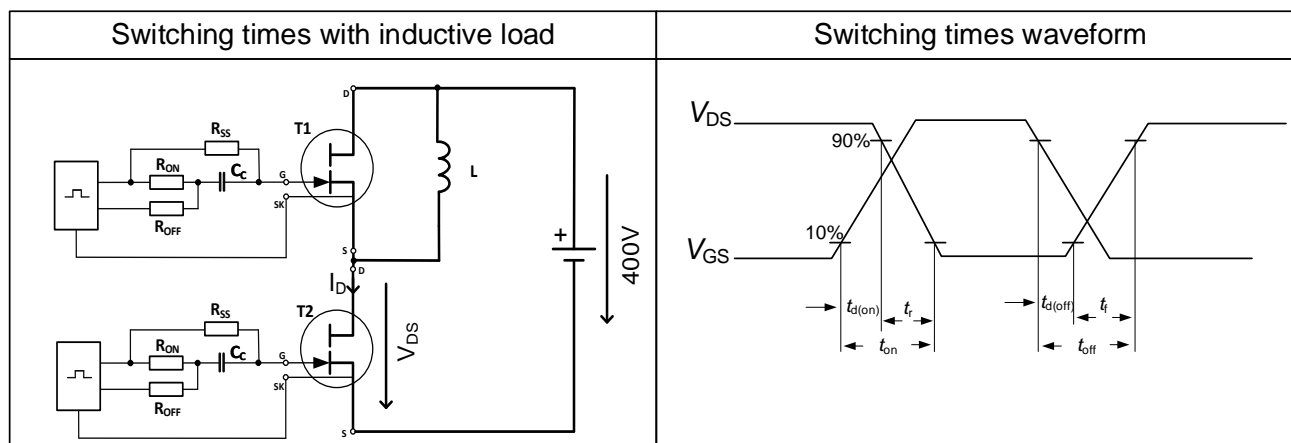 Switching times with inductive load
Switching times waveform
D
T1
RSS
RON
CC
G
SK
ROFF
L
S
D
+
400V
ID
T2
VDS
RSS
RON
CC
G
SK
ROFF
S
VDS
90%
10%
VGS
td(on)
tr
td(off)
tf
ton
toff